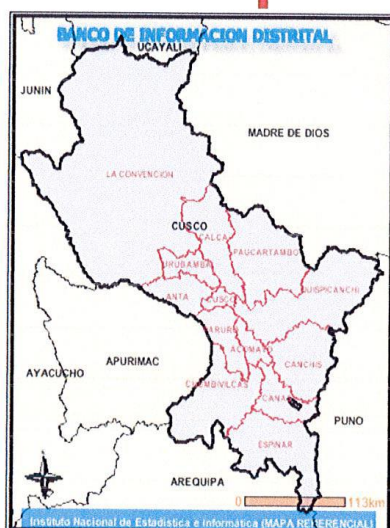 BANCO DE INFORMACION DISTRITAL
UCAYALI
JUNIN
MADRE DE DIOS
LA CONVENCION
CUSCO
CALCA
PAUCARTAMBO
URUBAMBA
QUISPICANCHI
ANTA
CUSCO
PARURO
ACOMAYO
APURIMAC
CANCHIS
AYACUCHO
CHUMBIVILCAS
CANAS
PUNO
ESPINAR
AREQUIPA
0 113km
Instituto Nacional de Estadística e Informática (MAPA REFERENCIAL)